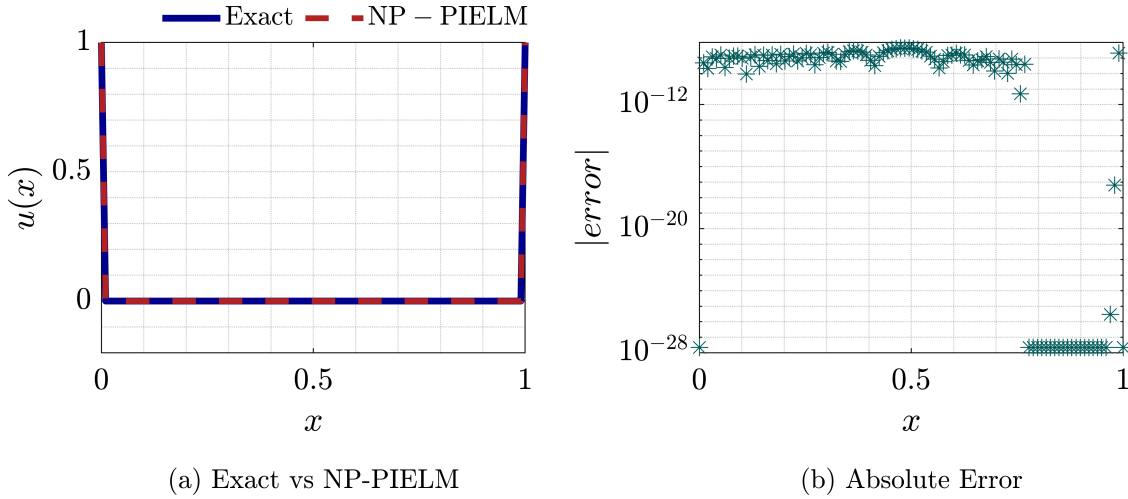 Exact NP − PIELM
1
0.5
0
u(x)
0 0.5 1
x
(a) Exact vs NP-PIELM
10⁻¹²
10⁻²⁰
10⁻²⁸
|error|
0 0.5 1
x
(b) Absolute Error